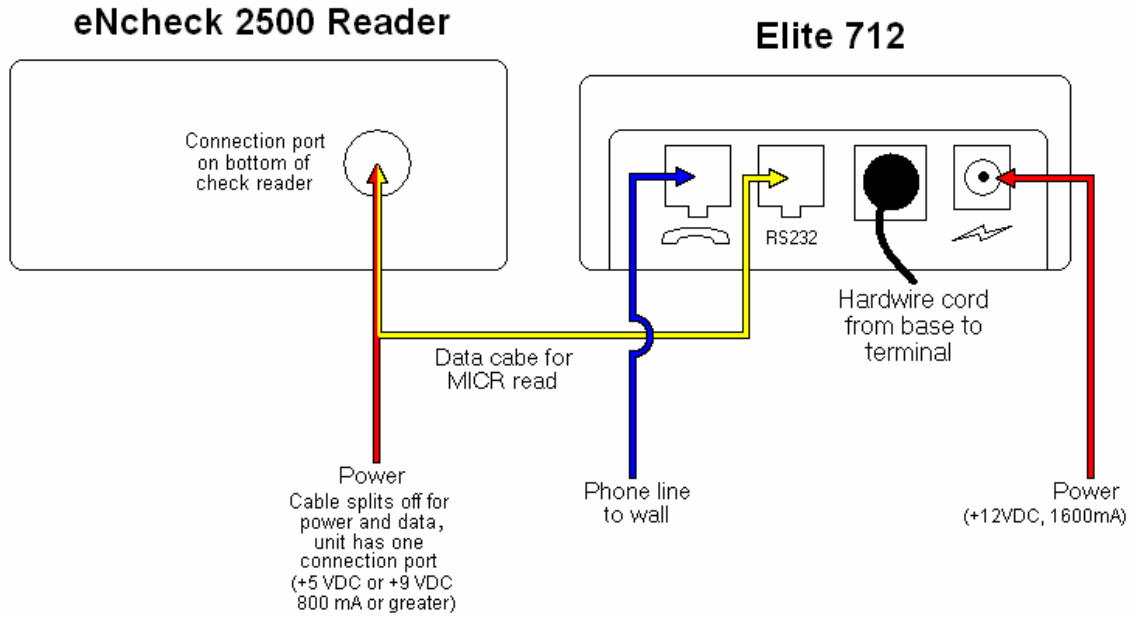 eNcheck 2500 Reader
Elite 712
Connection port
on bottom of
check reader
RS232
Hardwire cord
from base to
terminal
Data cabe for
MICR read
Power
Cable splits off for
power and data,
unit has one
connection port
(+5 VDC or +9 VDC
800 mA or greater)
Phone line
to wall
Power
(+12VDC, 1600mA)